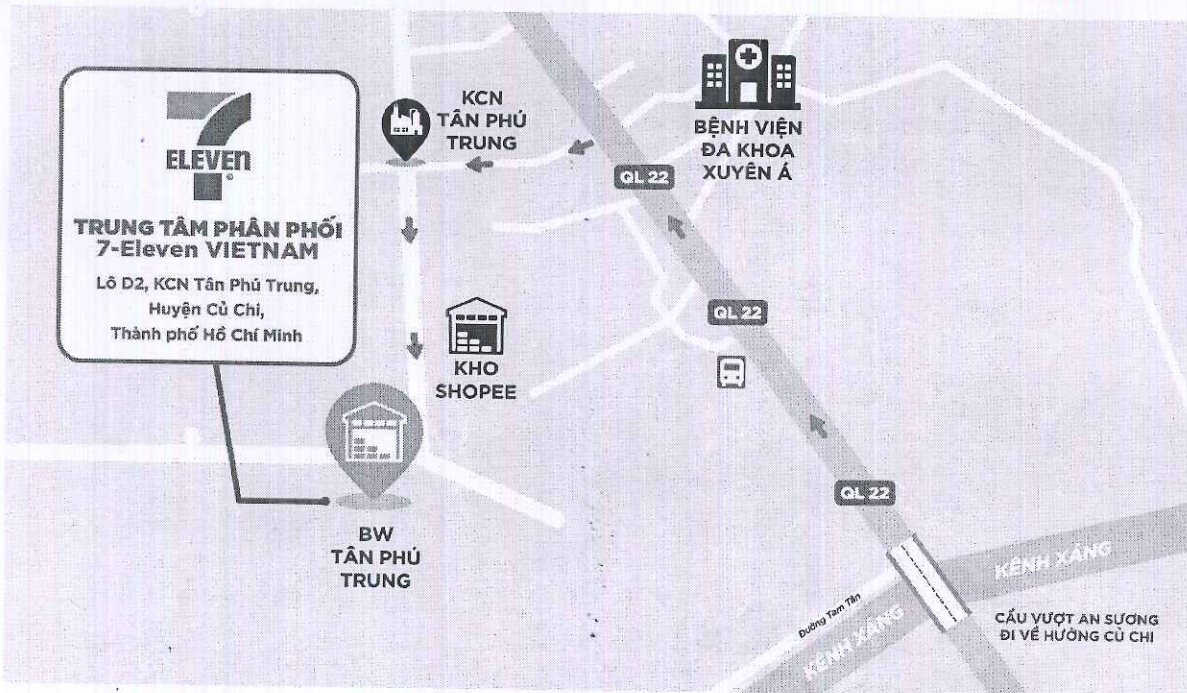 7
ELEVEn
®
TRUNG TÂM PHÂN PHỐI
7-Eleven VIETNAM
Lô D2, KCN Tân Phú Trung,
Huyện Củ Chi,
Thành phố Hồ Chí Minh
KCN
TÂN PHÚ
TRUNG
BỆNH VIỆN
ĐA KHOA
XUYÊN Á
QL 22
QL 22
KHO
SHOPEE
BW
TÂN PHÚ
TRUNG
QL 22
KÊNH XÁNG
Đường Tam Tân
KÊNH XÁNG
CẦU VƯỢT AN SƯƠNG
ĐI VỀ HƯỚNG CỦ CHI